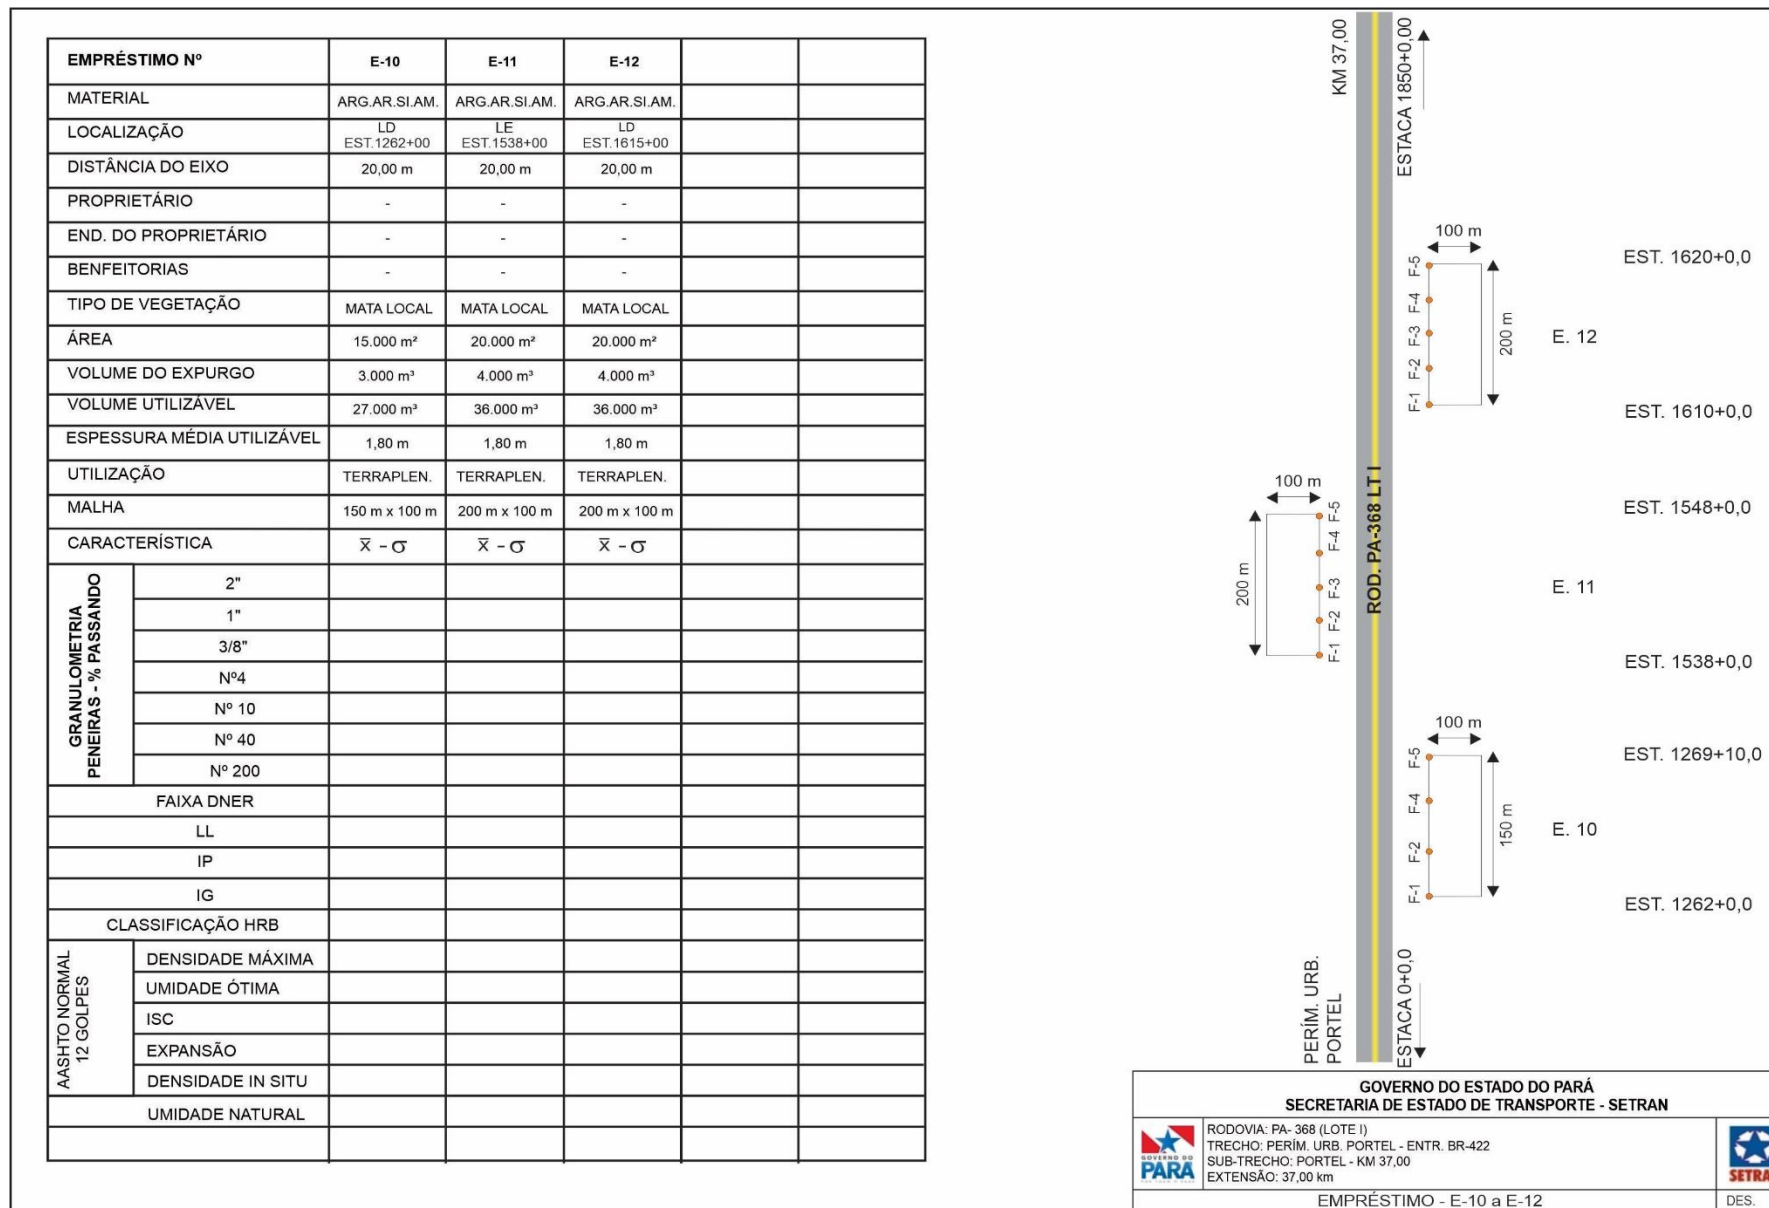 EMPRÉSTIMO Nº E-10 E-11 E-12
MATERIAL ARG.AR.SI.AM. ARG.AR.SI.AM. ARG.AR.SI.AM.
LOCALIZAÇÃO LD EST.1262+00 LE EST.1538+00 LD EST.1615+00
DISTÂNCIA DO EIXO 20,00 m 20,00 m 20,00 m
PROPRIETÁRIO - - -
END. DO PROPRIETÁRIO - - -
BENFEITORIAS - - -
TIPO DE VEGETAÇÃO MATA LOCAL MATA LOCAL MATA LOCAL
ÁREA 15.000 m² 20.000 m² 20.000 m²
VOLUME DO EXPURGO 3.000 m³ 4.000 m³ 4.000 m³
VOLUME UTILIZÁVEL 27.000 m³ 36.000 m³ 36.000 m³
ESPESSURA MÉDIA UTILIZÁVEL 1,80 m 1,80 m 1,80 m
UTILIZAÇÃO TERRAPLEN. TERRAPLEN. TERRAPLEN.
MALHA 150 m x 100 m 200 m x 100 m 200 m x 100 m
CARACTERÍSTICA x̅ - σ x̅ - σ x̅ - σ
GRANULOMETRIA
PENEIRAS - % PASSANDO
2"
1"
3/8"
Nº4
Nº 10
Nº 40
Nº 200
FAIXA DNER
LL
IP
IG
CLASSIFICAÇÃO HRB
AASHTO NORMAL
12 GOLPES
DENSIDADE MÁXIMA
UMIDADE ÓTIMA
ISC
EXPANSÃO
DENSIDADE IN SITU
UMIDADE NATURAL
KM 37,00
ESTACA 1850+0,00
100 m
EST. 1620+0,0
F-5
F-4
F-3
F-2
F-1
200 m
E. 12
EST. 1610+0,0
ROD. PA-368 LT I
100 m
EST. 1548+0,0
F-5
F-4
F-3
F-2
F-1
200 m
E. 11
EST. 1538+0,0
100 m
EST. 1269+10,0
F-5
F-4
F-2
F-1
150 m
E. 10
EST. 1262+0,0
PERÍM. URB.
PORTEL
ESTACA 0+0,0
GOVERNO DO ESTADO DO PARÁ
SECRETARIA DE ESTADO DE TRANSPORTE - SETRAN
GOVERNO DO
PARÁ
RODOVIA: PA- 368 (LOTE I)
TRECHO: PERÍM. URB. PORTEL - ENTR. BR-422
SUB-TRECHO: PORTEL - KM 37,00
EXTENSÃO: 37,00 km
SETRA
EMPRÉSTIMO - E-10 a E-12
DES.